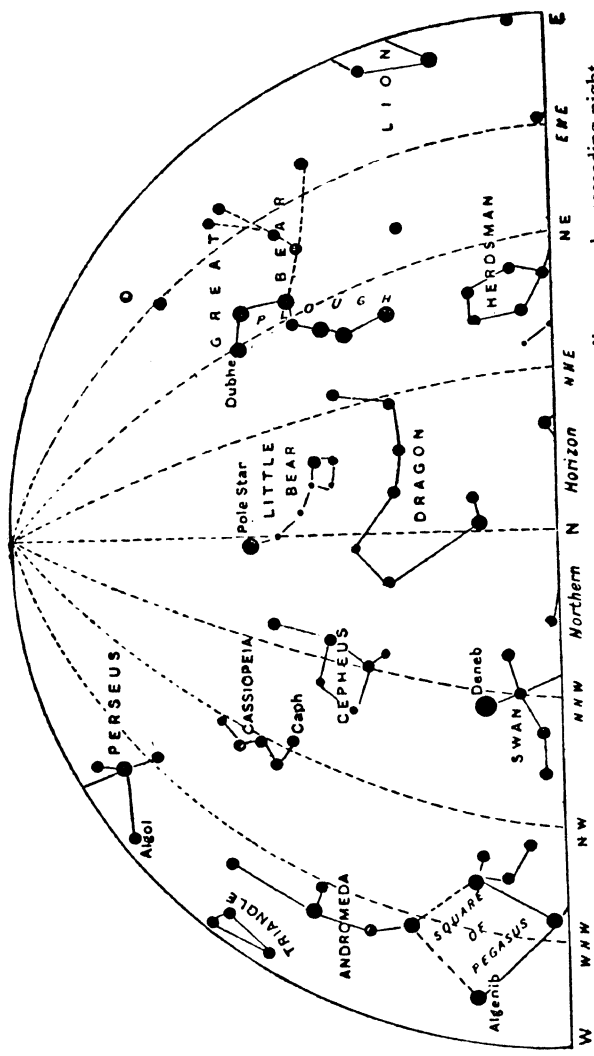 PERSEUS
Algol
TRIANGLE
ANDROMEDA
CASSIOPEIA
Caph
CEPHEUS
Pole Star
LITTLE
BEAR
Dubhe
GREAT
BEAR
PLOUGH
LION
DRAGON
HERDSMAN
SQUARE
OF
PEGASUS
Algenib
Deneb
SWAN
W WNW NW NNW N NNE NE ENE E
Northern Horizon
night